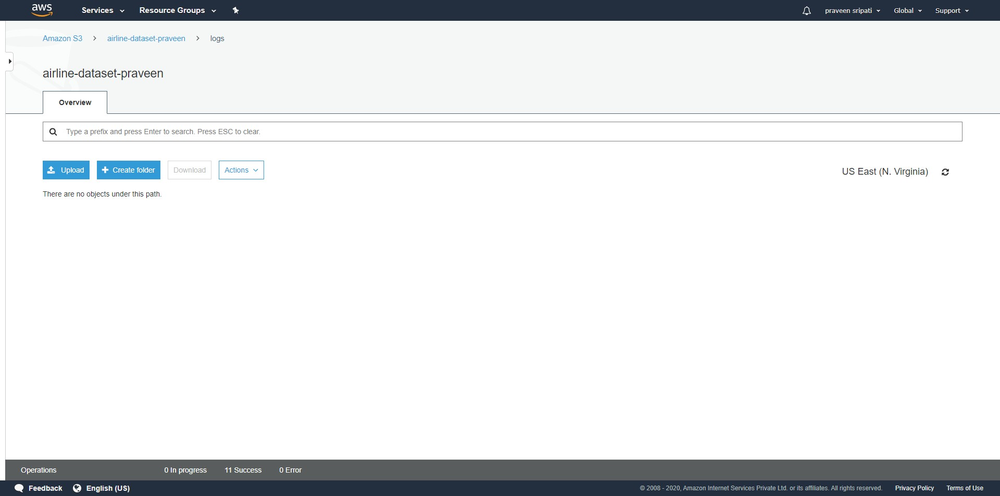 aws Services Resource Groups praveen sripati Global Support
Amazon S3 > airline-dataset-praveen > logs
airline-dataset-praveen
Overview
Type a prefix and press Enter to search. Press ESC to clear.
Upload + Create folder Download Actions US East (N. Virginia)
There are no objects under this path.
Operations 0 In progress 11 Success 0 Error
Feedback English (US) © 2008 - 2020, Amazon Internet Services Private Ltd. or its affiliates. All rights reserved. Privacy Policy Terms of Use